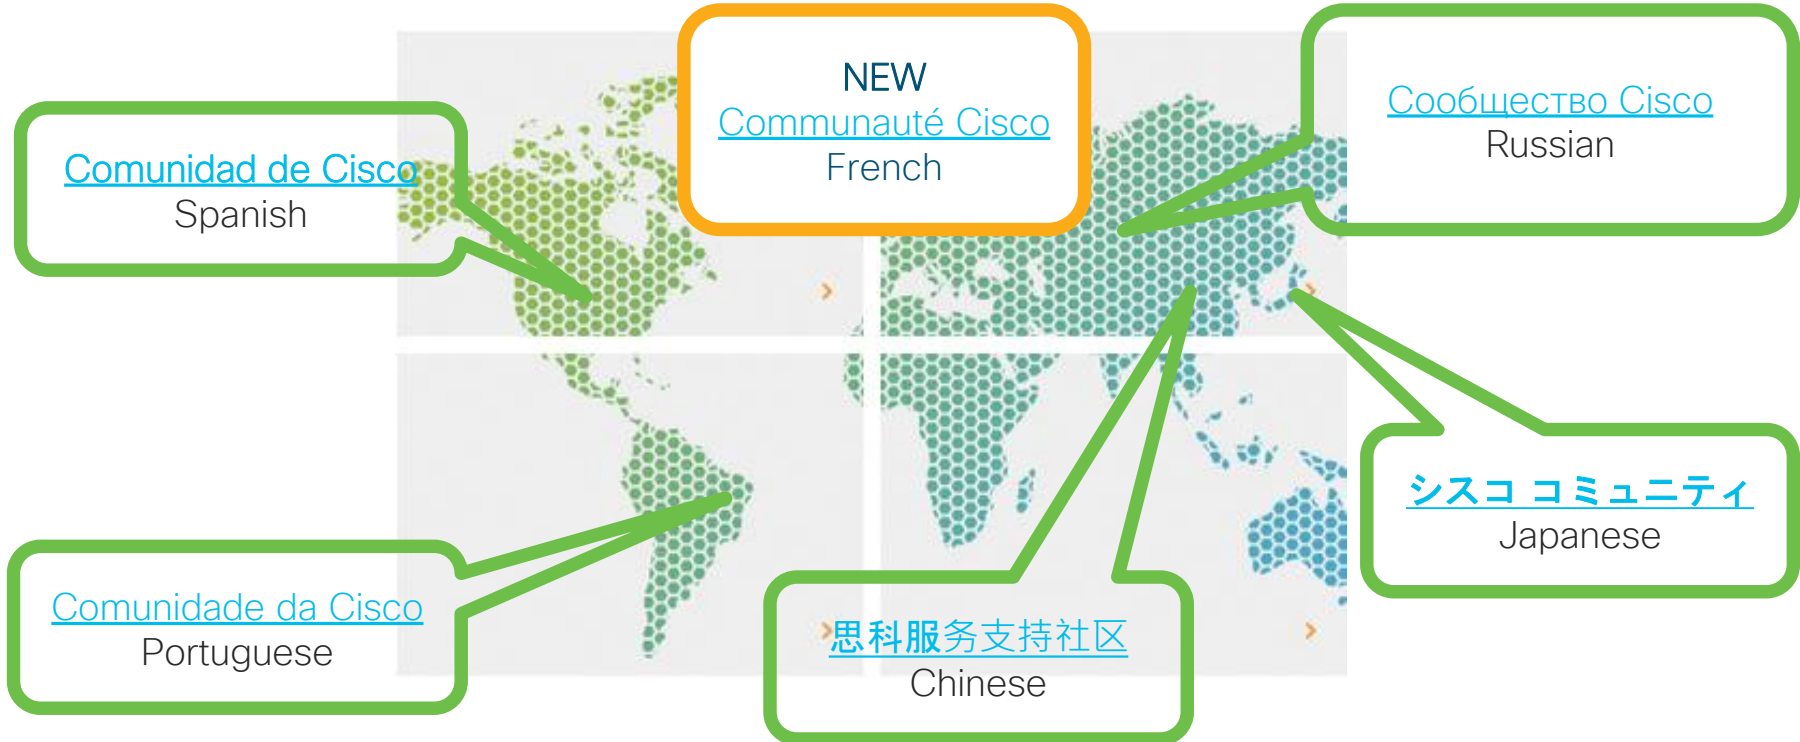 NEW
Communauté Cisco
French
Сообщество Cisco
Russian
Comunidad de Cisco
Spanish
シスコ コミュニティ
Japanese
Comunidade da Cisco
Portuguese
思科服务支持社区
Chinese